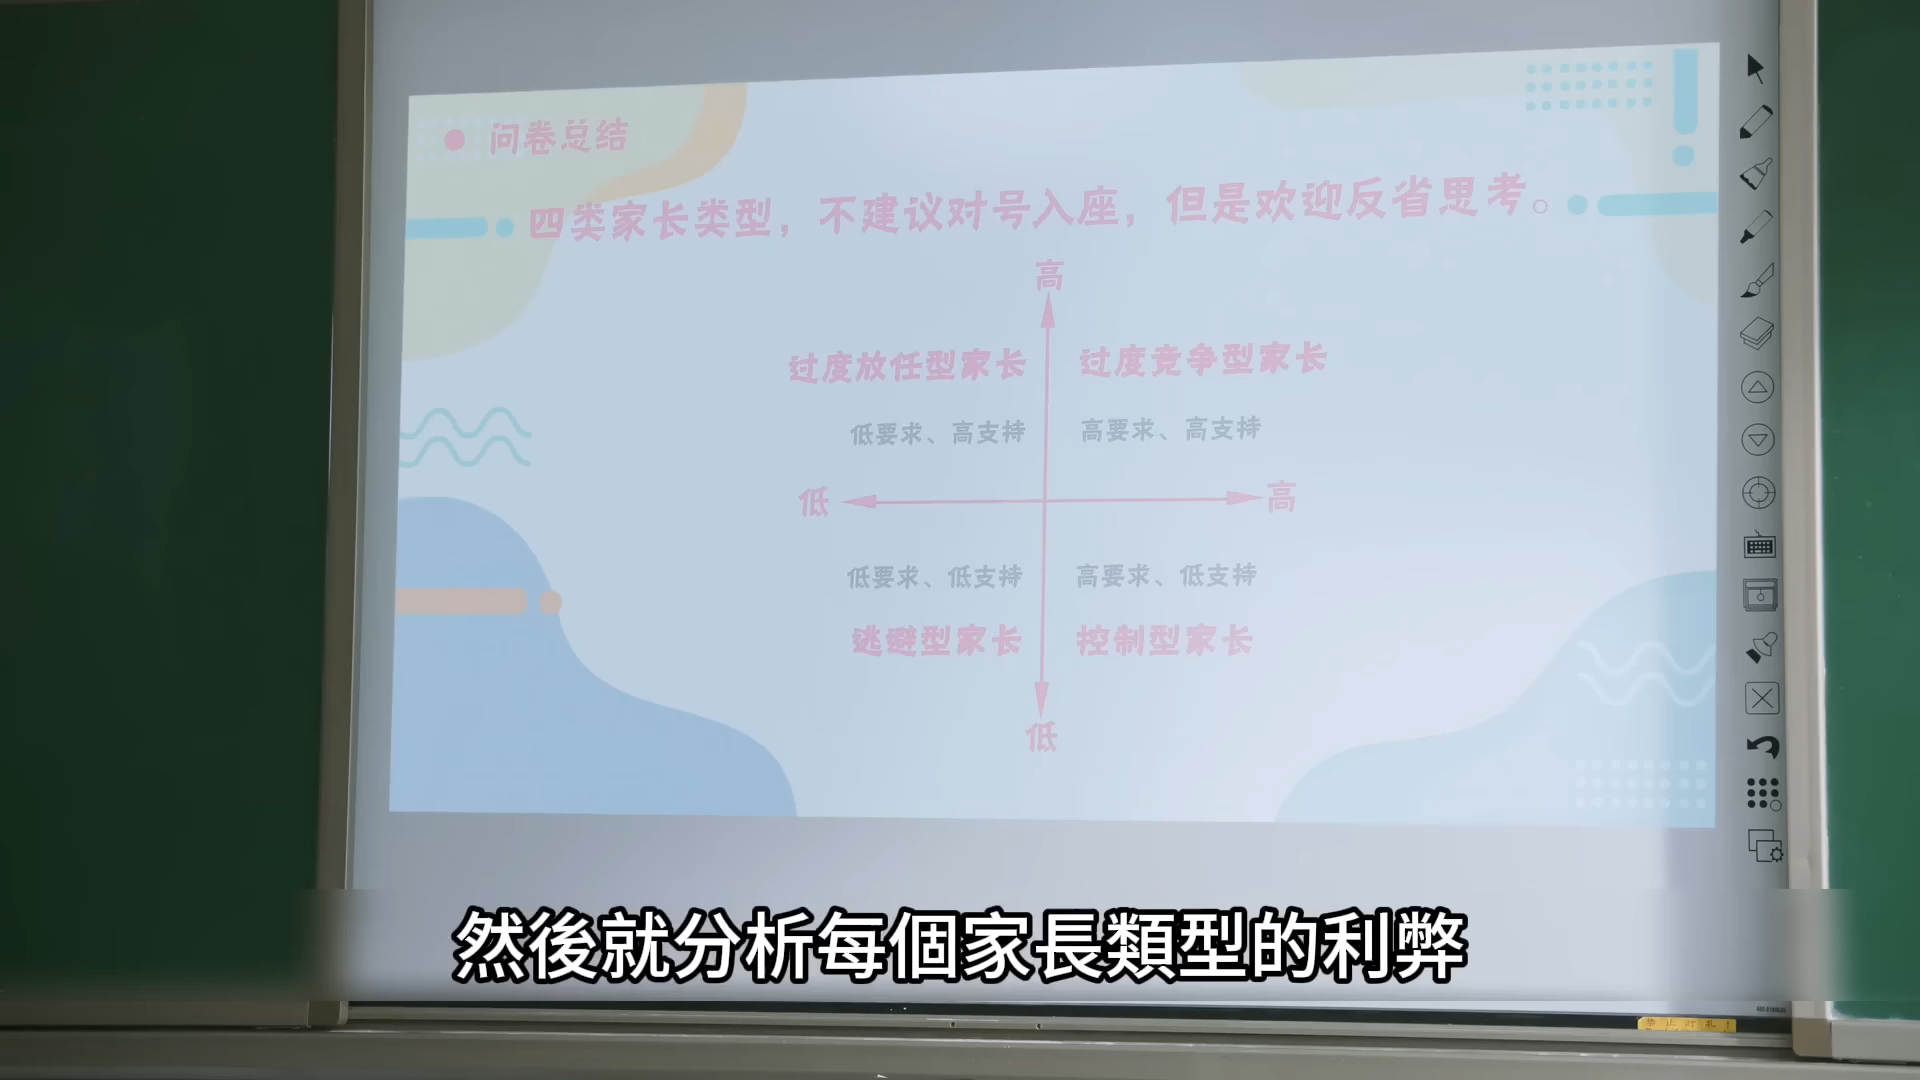 问卷总结
四类家长类型，不建议对号入座，但是欢迎反省思考。
高
过度放任型家长 过度竞争型家长
低要求、高支持 高要求、高支持
低 高
低要求、低支持 高要求、低支持
逃避型家长 控制型家长
低
然後就分析每個家長類型的利弊